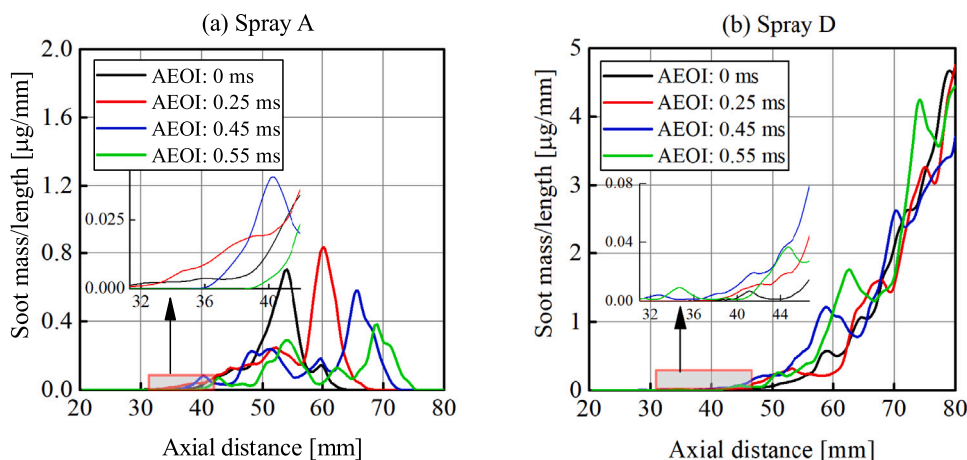 (a) Spray A
Soot mass/length [µg/mm]
2.0
1.6
1.2
0.8
0.4
0.0
AEOI: 0 ms
AEOI: 0.25 ms
AEOI: 0.45 ms
AEOI: 0.55 ms
0.025
0.000
32 36 40
20 30 40 50 60 70 80
Axial distance [mm]
(b) Spray D
Soot mass/length [µg/mm]
5
4
3
2
1
0
AEOI: 0 ms
AEOI: 0.25 ms
AEOI: 0.45 ms
AEOI: 0.55 ms
0.08
0.04
0.00
32 36 40 44
20 30 40 50 60 70 80
Axial distance [mm]